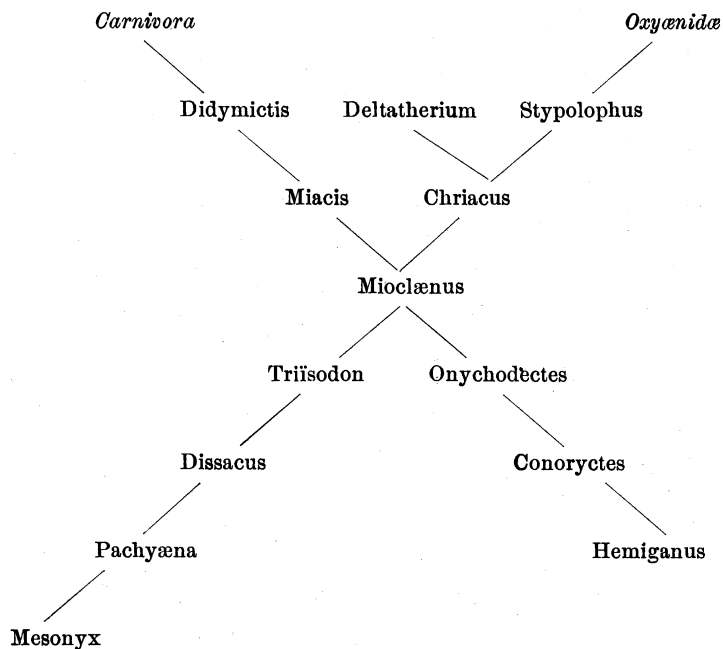 Carnivora Oxyænidæ
Didymictis Deltatherium Stypolophus
Miacis Chriacus
Mioclænus
Triïsodon Onychodectes
Dissacus Conoryctes
Pachyæna Hemiganus
Mesonyx